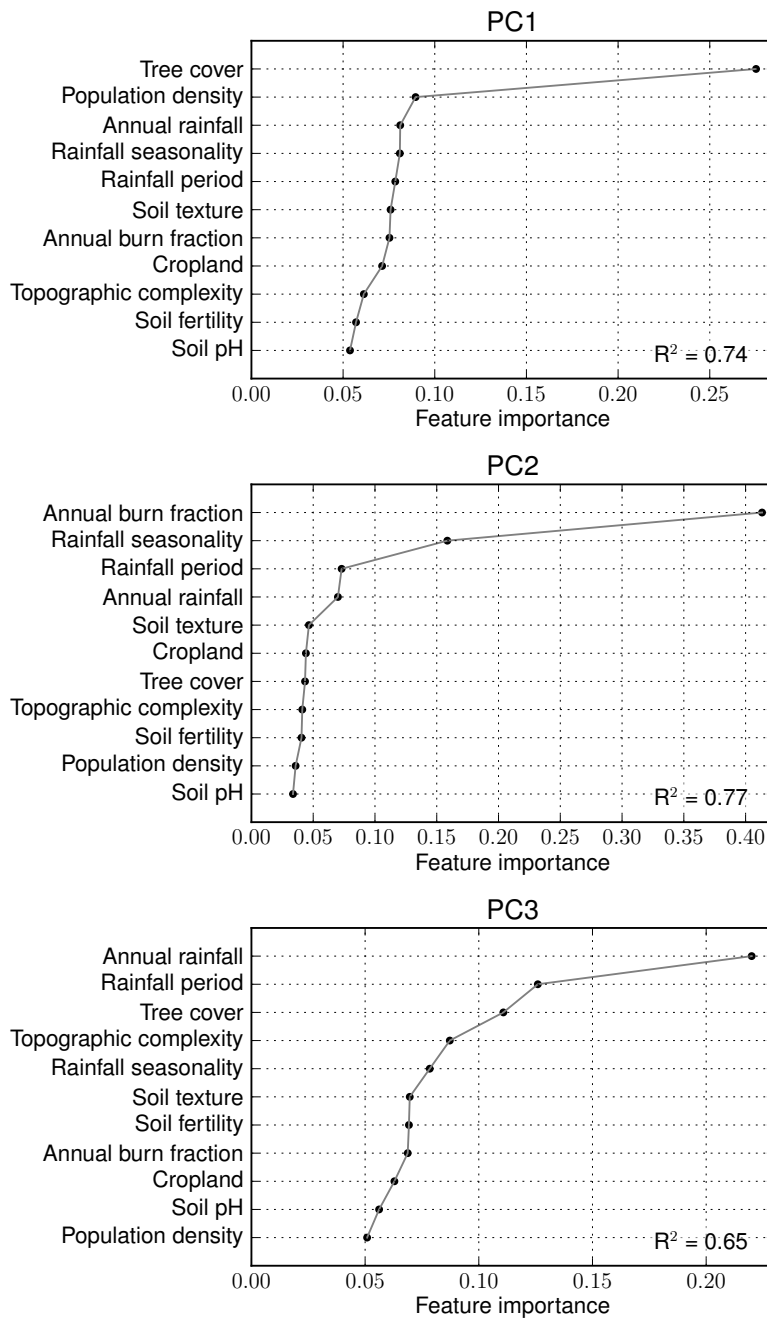 PC1
Tree cover
Population density
Annual rainfall
Rainfall seasonality
Rainfall period
Soil texture
Annual burn fraction
Cropland
Topographic complexity
Soil fertility
Soil pH
R² = 0.74
0.00 0.05 0.10 0.15 0.20 0.25
Feature importance
PC2
Annual burn fraction
Rainfall seasonality
Rainfall period
Annual rainfall
Soil texture
Cropland
Tree cover
Topographic complexity
Soil fertility
Population density
Soil pH
R² = 0.77
0.00 0.05 0.10 0.15 0.20 0.25 0.30 0.35 0.40
Feature importance
PC3
Annual rainfall
Rainfall period
Tree cover
Topographic complexity
Rainfall seasonality
Soil texture
Soil fertility
Annual burn fraction
Cropland
Soil pH
Population density
R² = 0.65
0.00 0.05 0.10 0.15 0.20
Feature importance